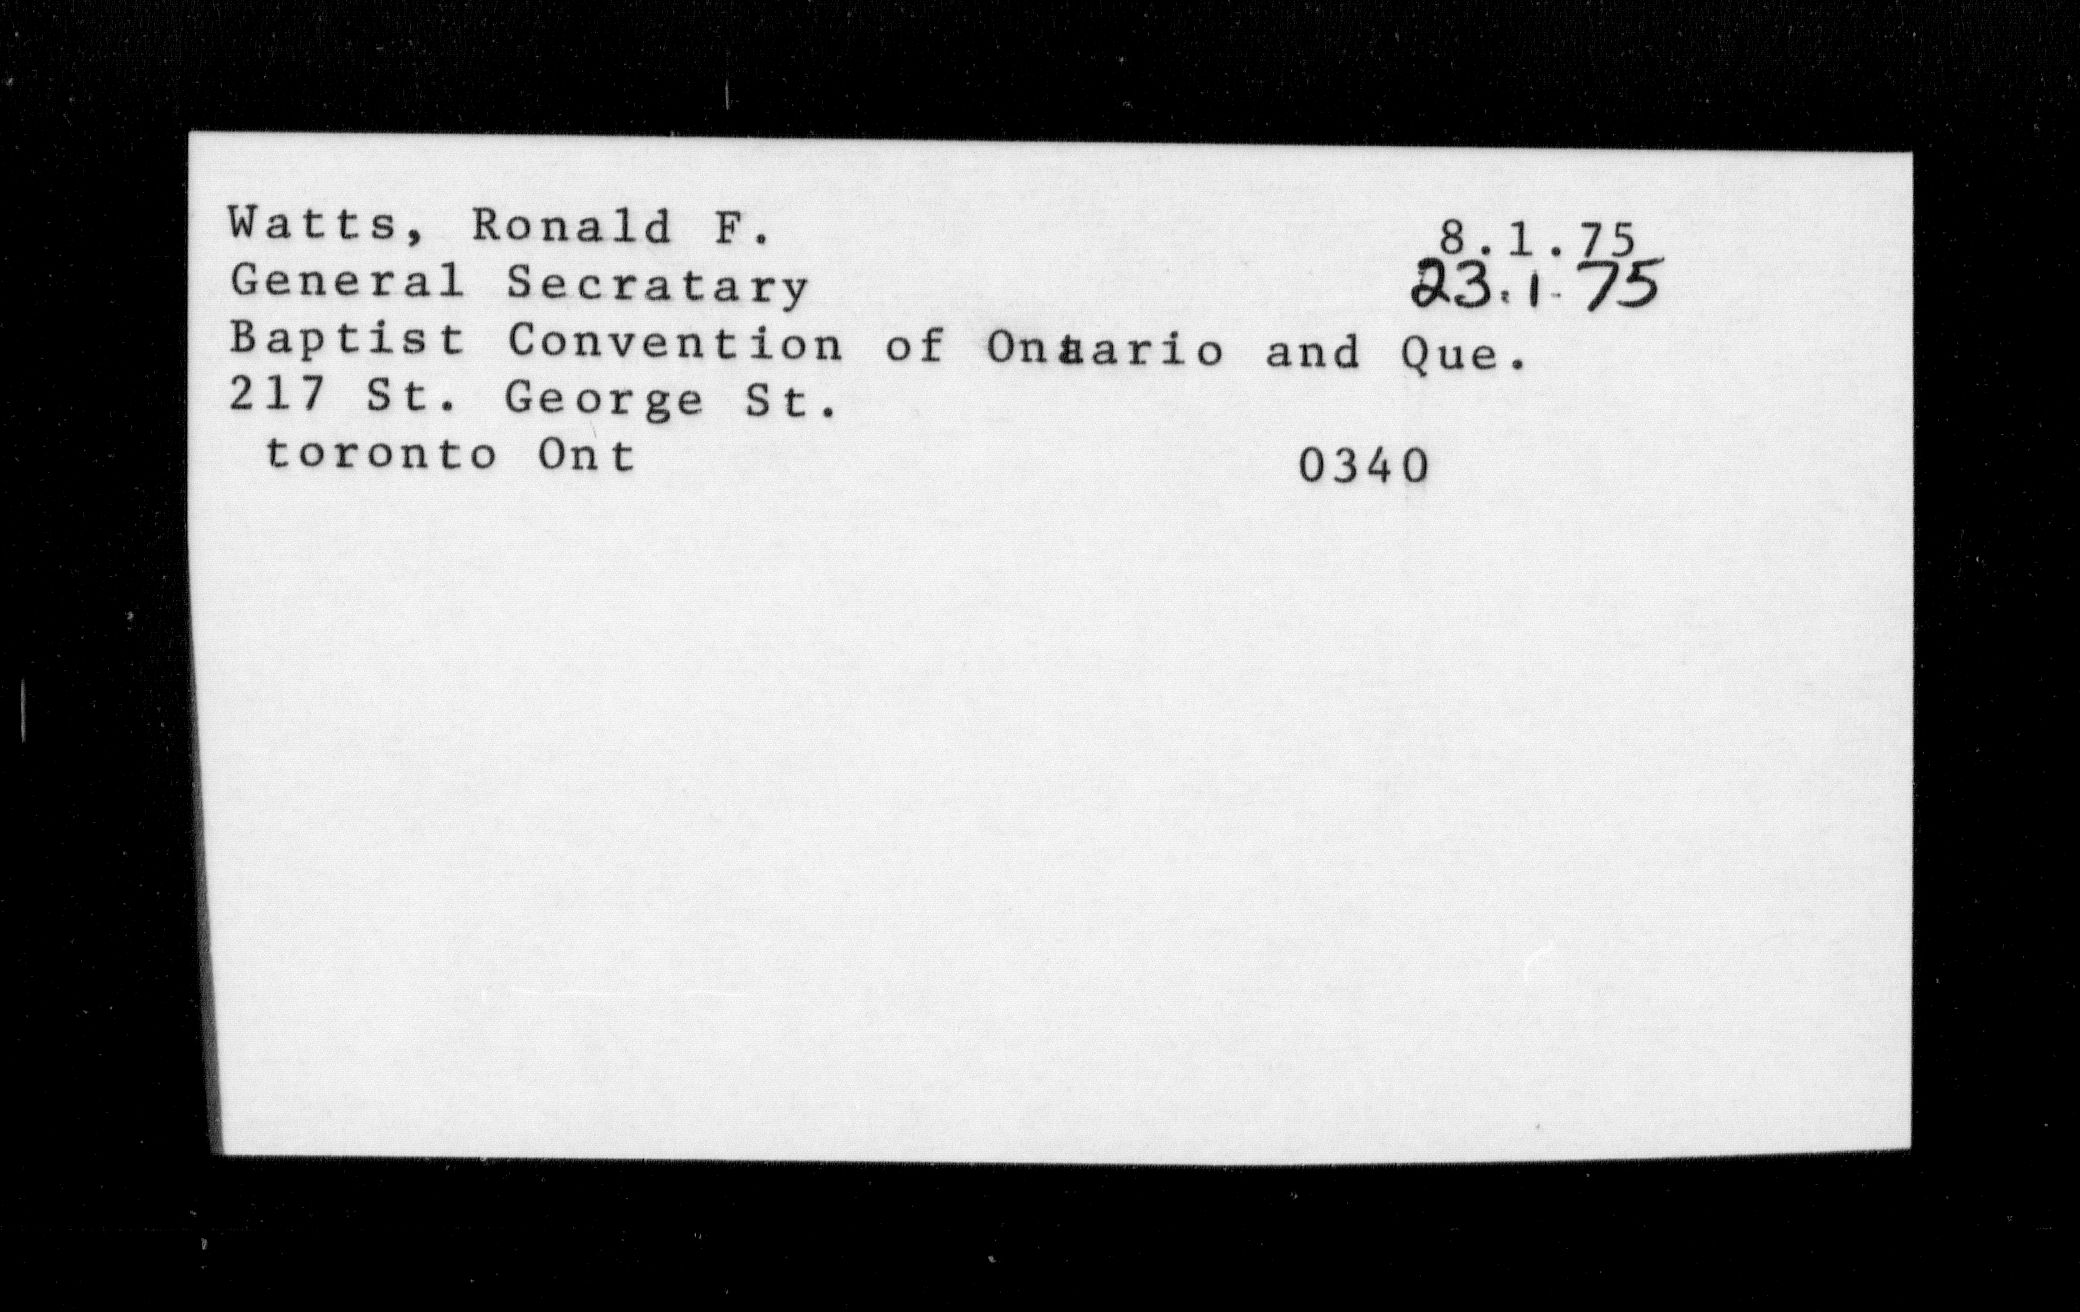 Watts, Ronald F. 8.1.75
General Secratary 23.1.75
Baptist Convention of Ontario and Que.
217 St. George St.
toronto Ont 0340